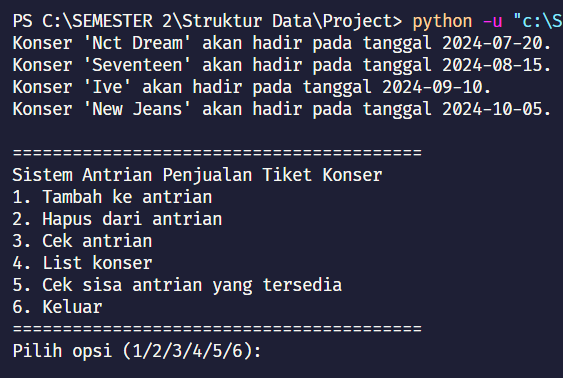 PS C:\SEMESTER 2\Struktur Data\Project> python -u "c:\S
Konser 'Nct Dream' akan hadir pada tanggal 2024-07-20.
Konser 'Seventeen' akan hadir pada tanggal 2024-08-15.
Konser 'Ive' akan hadir pada tanggal 2024-09-10.
Konser 'New Jeans' akan hadir pada tanggal 2024-10-05.
=========================================
Sistem Antrian Penjualan Tiket Konser
1. Tambah ke antrian
2. Hapus dari antrian
3. Cek antrian
4. List konser
5. Cek sisa antrian yang tersedia
6. Keluar
=========================================
Pilih opsi (1/2/3/4/5/6):